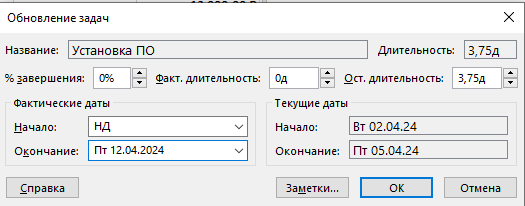 Обновление задач
Название: Установка ПО Длительность: 3,75д
% завершения: 0% Факт. длительность: 0д Ост. длительность: 3,75д
Фактические даты Текущие даты
Начало: НД Начало: Вт 02.04.24
Окончание: Пт 12.04.2024 Окончание: Пт 05.04.24
Справка Заметки... ОК Отмена